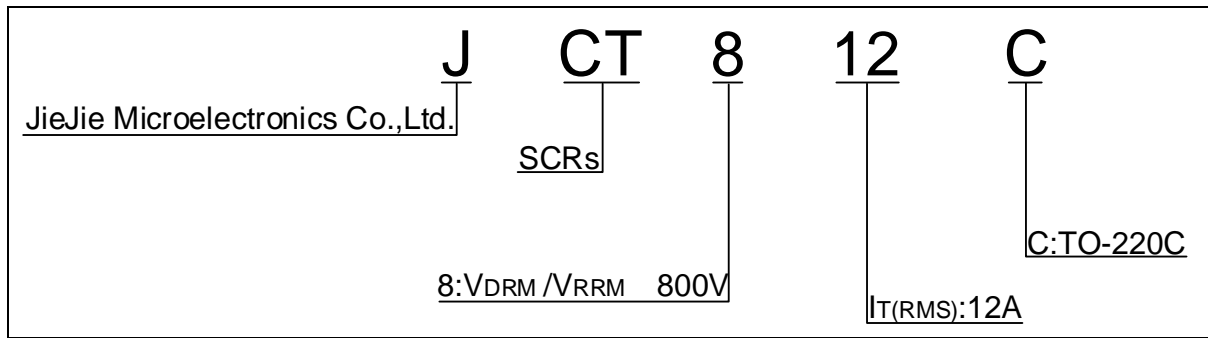 J CT 8 12 C
JieJie Microelectronics Co.,Ltd.
SCRs
C:TO-220C
8:VDRM /VRRM 800V
IT(RMS):12A